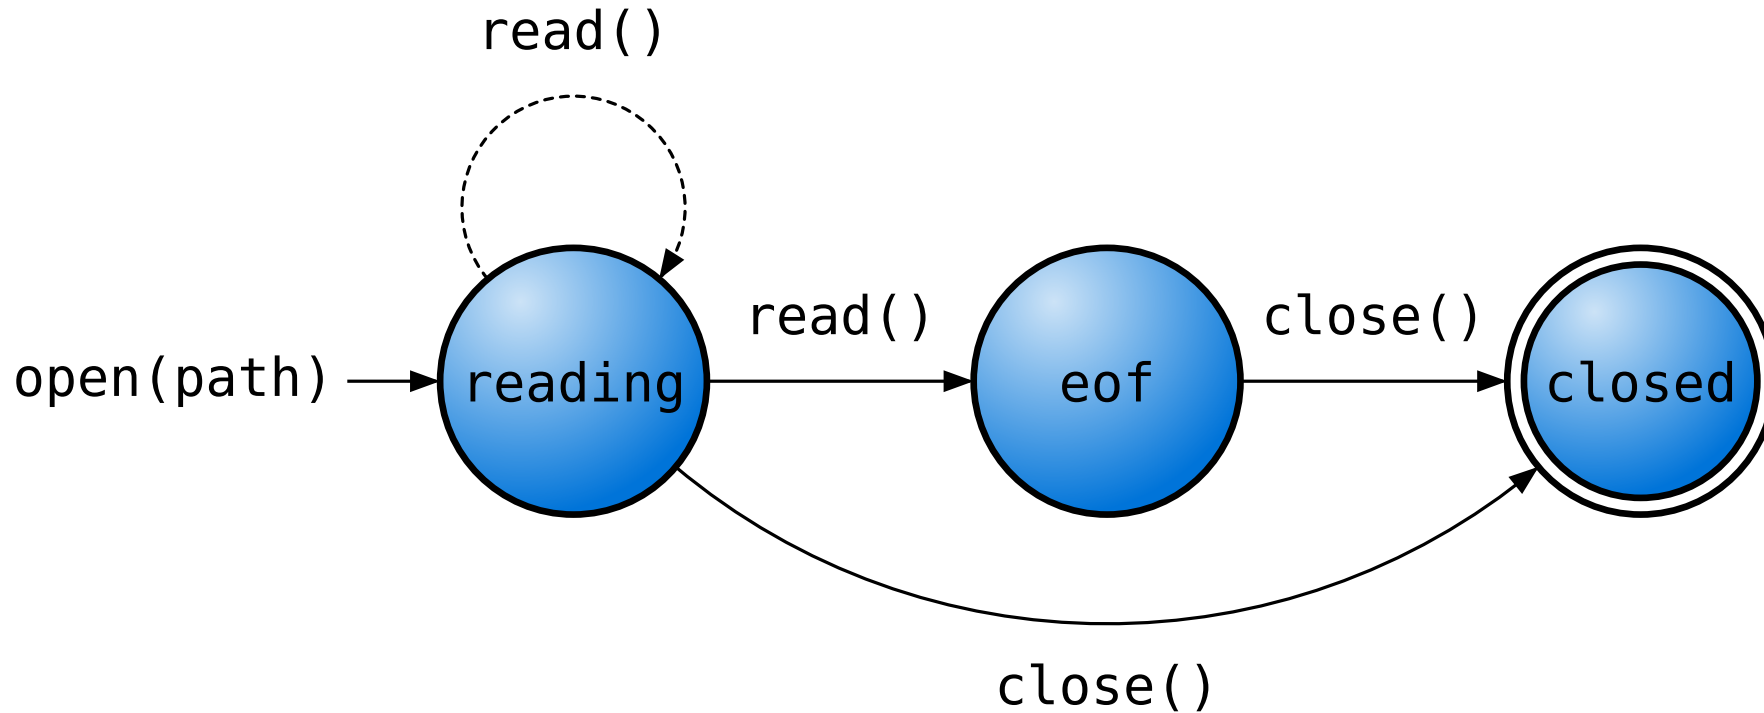 read()
open(path)
reading
read()
eof
close()
closed
close()